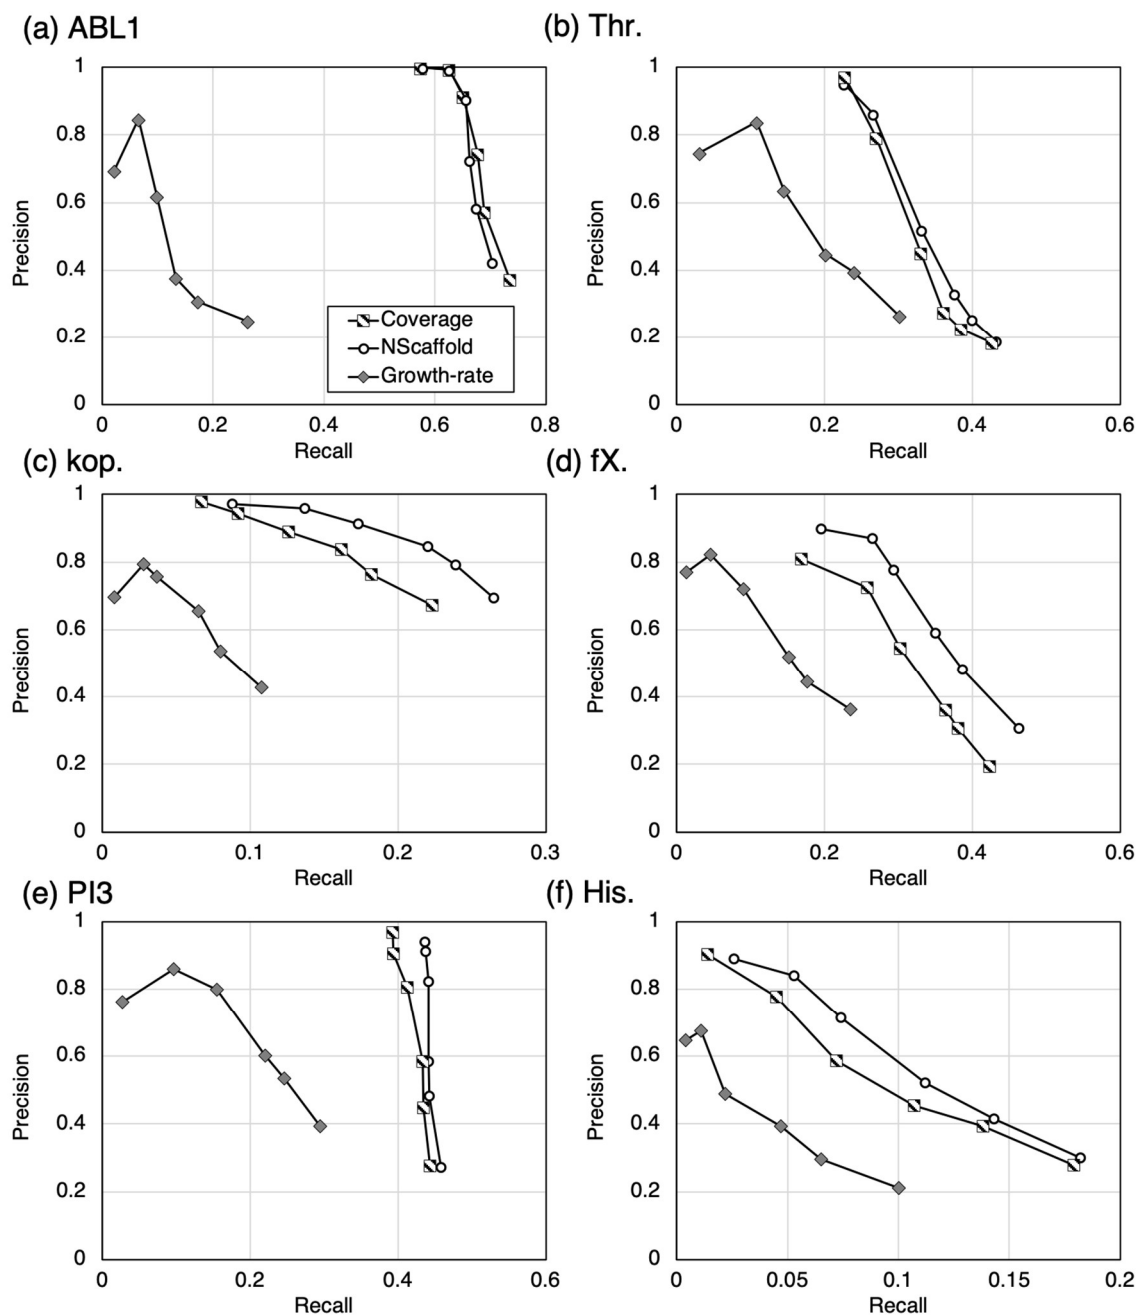 (a) ABL1
(b) Thr.
1
0.8
0.6
0.4
0.2
0
Precision
0
0.2
0.4
0.6
0.8
Recall
Coverage
NScaffold
Growth-rate
1
0.8
0.6
0.4
0.2
0
Precision
0
0.2
0.4
0.6
Recall
(c) kop.
(d) fX.
1
0.8
0.6
0.4
0.2
0
Precision
0
0.1
0.2
0.3
Recall
1
0.8
0.6
0.4
0.2
0
Precision
0
0.2
0.4
0.6
Recall
(e) PI3
(f) His.
1
0.8
0.6
0.4
0.2
0
Precision
0
0.2
0.4
0.6
Recall
1
0.8
0.6
0.4
0.2
0
Precision
0
0.05
0.1
0.15
0.2
Recall